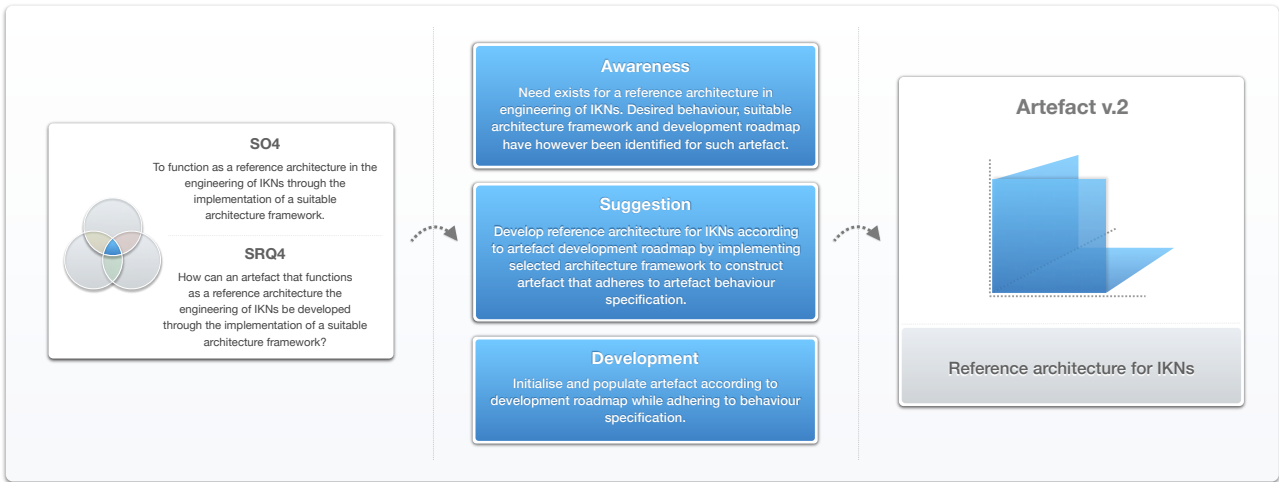 SO4
To function as a reference architecture in the
engineering of IKNs through the
implementation of a suitable
architecture framework.
SRQ4
How can an artefact that functions
as a reference architecture the
engineering of IKNs be developed
through the implementation of a suitable
architecture framework?
Awareness
Need exists for a reference architecture in
engineering of IKNs. Desired behaviour, suitable
architecture framework and development roadmap
have however been identified for such artefact.
Suggestion
Develop reference architecture for IKNs according
to artefact development roadmap by implementing
selected architecture framework to construct
artefact that adheres to artefact behaviour
specification.
Development
Initialise and populate artefact according to
development roadmap while adhering to behaviour
specification.
Artefact v.2
Reference architecture for IKNs